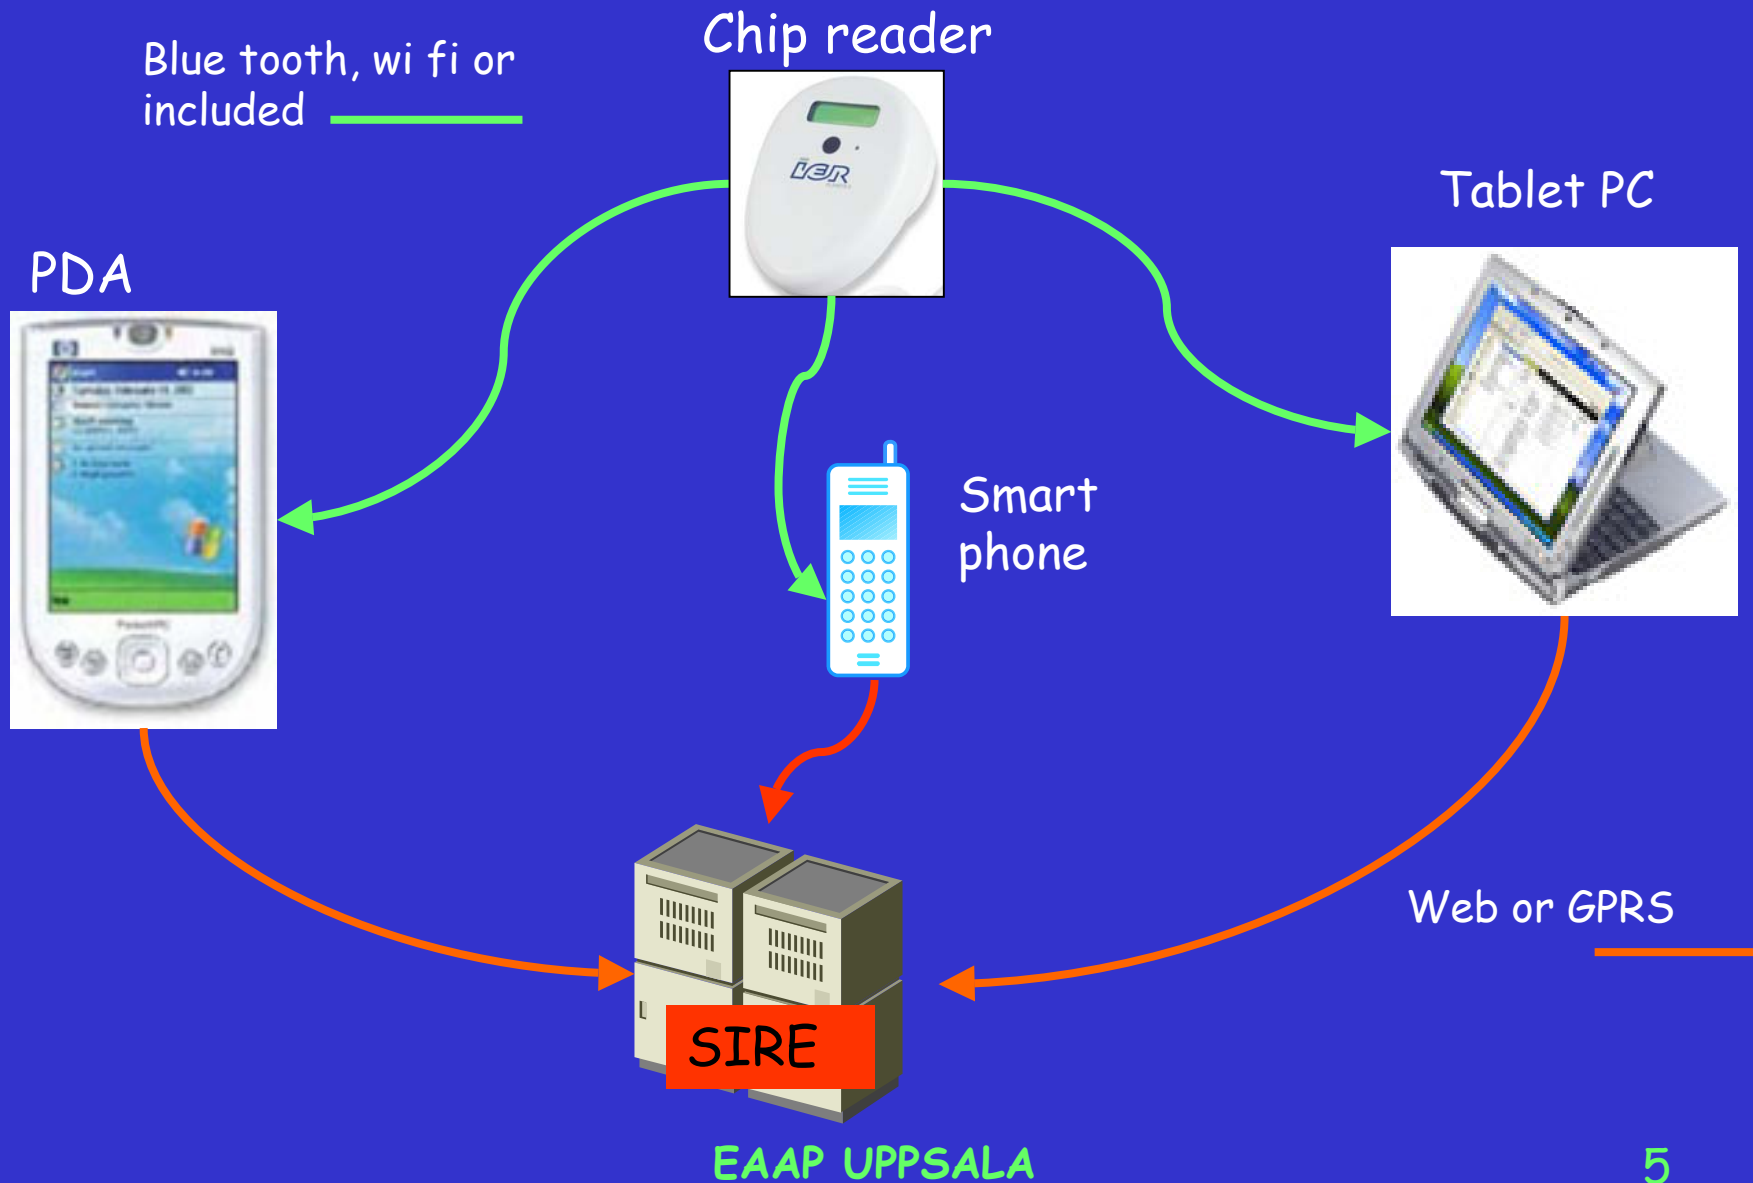 Chip reader
Blue tooth, wi fi or
included
IER
Tablet PC
PDA
Smart
phone
Web or GPRS
SIRE
EAAP UPPSALA
5